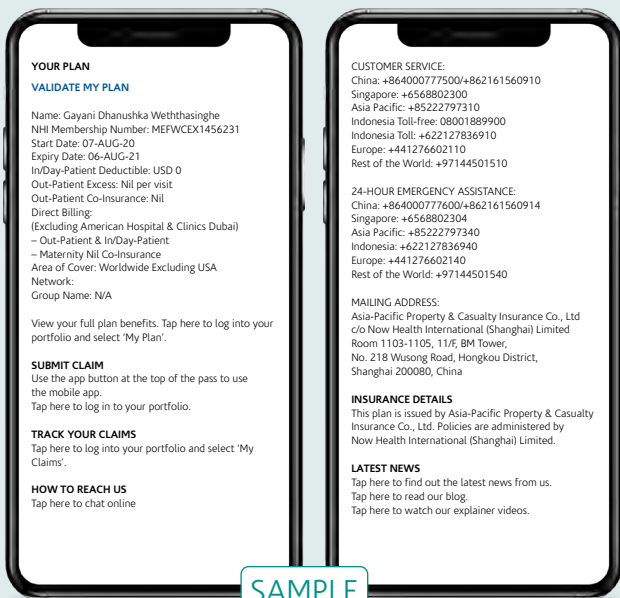 YOUR PLAN
VALIDATE MY PLAN
Name: Gayani Dhanushka Weththasinghe
NHI Membership Number: MEFWCEX1456231
Start Date: 07-AUG-20
Expiry Date: 06-AUG-21
In/Day-Patient Deductible: USD 0
Out-Patient Excess: Nil per visit
Out-Patient Co-Insurance: Nil
Direct Billing:
(Excluding American Hospital & Clinics Dubai)
– Out-Patient & In/Day-Patient
– Maternity Nil Co-Insurance
Area of Cover: Worldwide Excluding USA
Network:
Group Name: N/A
View your full plan benefits. Tap here to log into your
portfolio and select ‘My Plan’.
SUBMIT CLAIM
Use the app button at the top of the pass to use
the mobile app.
Tap here to log in to your portfolio.
TRACK YOUR CLAIMS
Tap here to log into your portfolio and select ‘My
Claims’.
HOW TO REACH US
Tap here to chat online
CUSTOMER SERVICE:
China: +864000777500/+862161560910
Singapore: +6568802300
Asia Pacific: +85222797310
Indonesia Toll-free: 08001889900
Indonesia Toll: +622127836910
Europe: +441276602110
Rest of the World: +97144501510
24-HOUR EMERGENCY ASSISTANCE:
China: +864000777600/+862161560914
Singapore: +6568802304
Asia Pacific: +85222797340
Indonesia: +622127836940
Europe: +441276602140
Rest of the World: +97144501540
MAILING ADDRESS:
Asia-Pacific Property & Casualty Insurance Co., Ltd
c/o Now Health International (Shanghai) Limited
Room 1103-1105, 11/F, BM Tower,
No. 218 Wusong Road, Hongkou District,
Shanghai 200080, China
INSURANCE DETAILS
This plan is issued by Asia-Pacific Property & Casualty
Insurance Co., Ltd. Policies are administered by
Now Health International (Shanghai) Limited.
LATEST NEWS
Tap here to find out the latest news from us.
Tap here to read our blog.
Tap here to watch our explainer videos.
SAMPLE